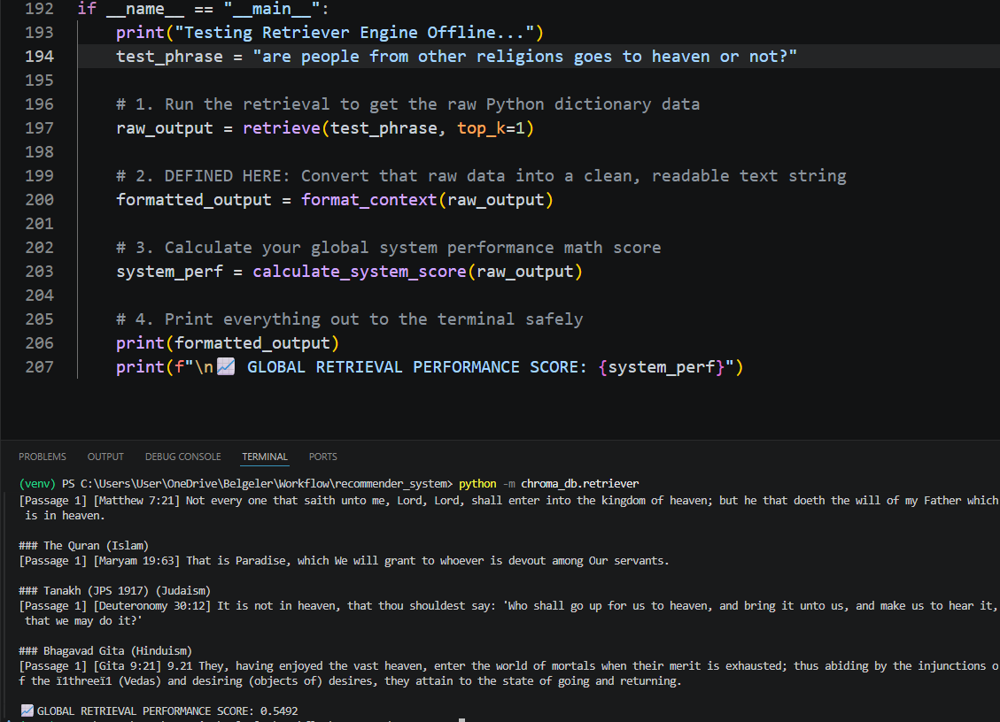 192 if __name__ == "__main__":
193 print("Testing Retriever Engine Offline...")
194 test_phrase = "are people from other religions goes to heaven or not?"
195
196 # 1. Run the retrieval to get the raw Python dictionary data
197 raw_output = retrieve(test_phrase, top_k=1)
198
199 # 2. DEFINED HERE: Convert that raw data into a clean, readable text string
200 formatted_output = format_context(raw_output)
201
202 # 3. Calculate your global system performance math score
203 system_perf = calculate_system_score(raw_output)
204
205 # 4. Print everything out to the terminal safely
206 print(formatted_output)
207 print(f"\n📈 GLOBAL RETRIEVAL PERFORMANCE SCORE: {system_perf}")
PROBLEMS OUTPUT DEBUG CONSOLE TERMINAL PORTS
(venv) PS C:\Users\User\OneDrive\Belgeler\Workflow\recommender_system> python -m chroma_db.retriever
[Passage 1] [Matthew 7:21] Not every one that saith unto me, Lord, Lord, shall enter into the kingdom of heaven; but he that doeth the will of my Father which
is in heaven.
### The Quran (Islam)
[Passage 1] [Maryam 19:63] That is Paradise, which We will grant to whoever is devout among Our servants.
### Tanakh (JPS 1917) (Judaism)
[Passage 1] [Deuteronomy 30:12] It is not in heaven, that thou shouldest say: 'Who shall go up for us to heaven, and bring it unto us, and make us to hear it,
that we may do it?'
### Bhagavad Gita (Hinduism)
[Passage 1] [Gita 9:21] 9.21 They, having enjoyed the vast heaven, enter the world of mortals when their merit is exhausted; thus abiding by the injunctions o
f the ï1threeï1 (Vedas) and desiring (objects of) desires, they attain to the state of going and returning.
📈 GLOBAL RETRIEVAL PERFORMANCE SCORE: 0.5492